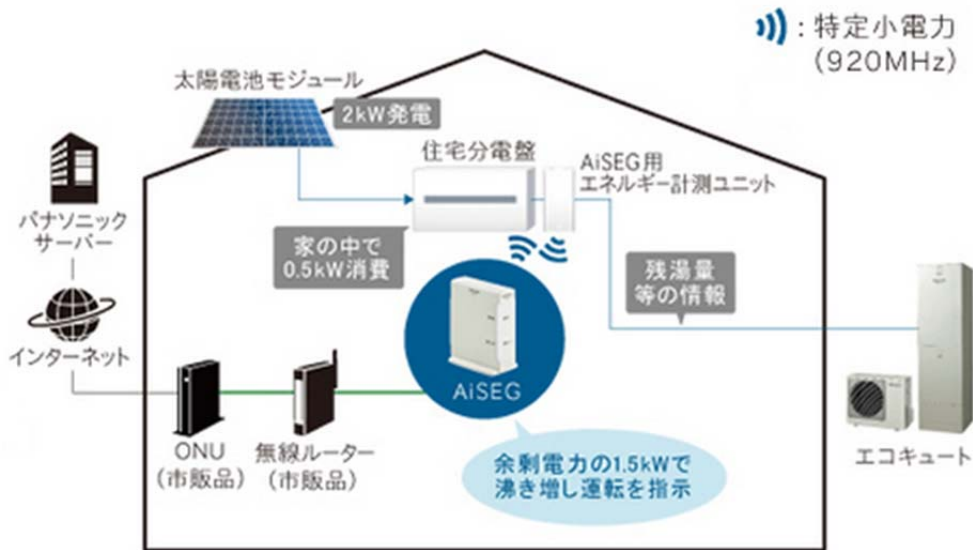 ：特定小電力
（920MHz）
太陽電池モジュール
2kW発電
住宅分電盤
AiSEG用
エネルギー計測ユニット
パナソニック
サーバー
家の中で
0.5kW消費
残湯量
等の情報
インターネット
AiSEG
ONU
（市販品）
無線ルーター
（市販品）
エコキュート
余剰電力の1.5kWで
沸き増し運転を指示